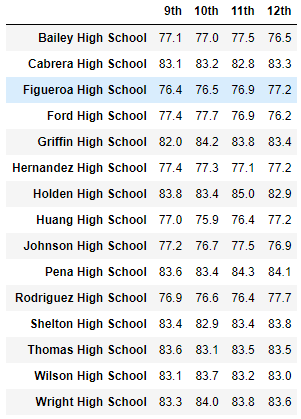 9th 10th 11th 12th
Bailey High School 77.1 77.0 77.5 76.5
Cabrera High School 83.1 83.2 82.8 83.3
Figueroa High School 76.4 76.5 76.9 77.2
Ford High School 77.4 77.7 76.9 76.2
Griffin High School 82.0 84.2 83.8 83.4
Hernandez High School 77.4 77.3 77.1 77.2
Holden High School 83.8 83.4 85.0 82.9
Huang High School 77.0 75.9 76.4 77.2
Johnson High School 77.2 76.7 77.5 76.9
Pena High School 83.6 83.4 84.3 84.1
Rodriguez High School 76.9 76.6 76.4 77.7
Shelton High School 83.4 82.9 83.4 83.8
Thomas High School 83.6 83.1 83.5 83.5
Wilson High School 83.1 83.7 83.2 83.0
Wright High School 83.3 84.0 83.8 83.6